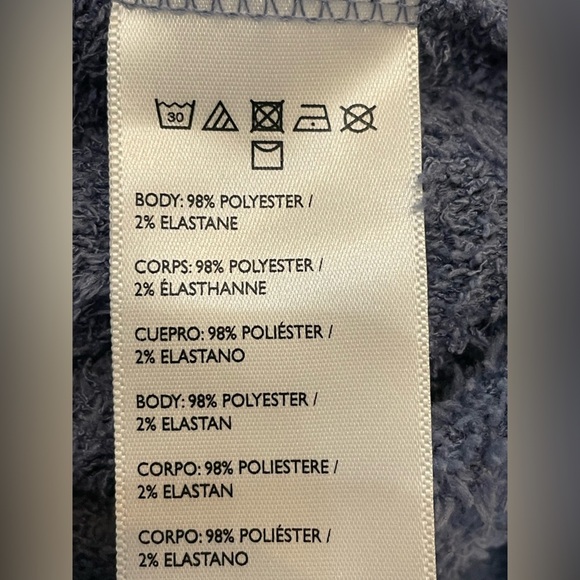 30
BODY: 98% POLYESTER /
2% ELASTANE
CORPS: 98% POLYESTER /
2% ÉLASTHANNE
CUEPRO: 98% POLIÉSTER /
2% ELASTANO
BODY: 98% POLYESTER /
2% ELASTAN
CORPO: 98% POLIESTERE /
2% ELASTAN
CORPO: 98% POLIÉSTER /
2% ELASTANO